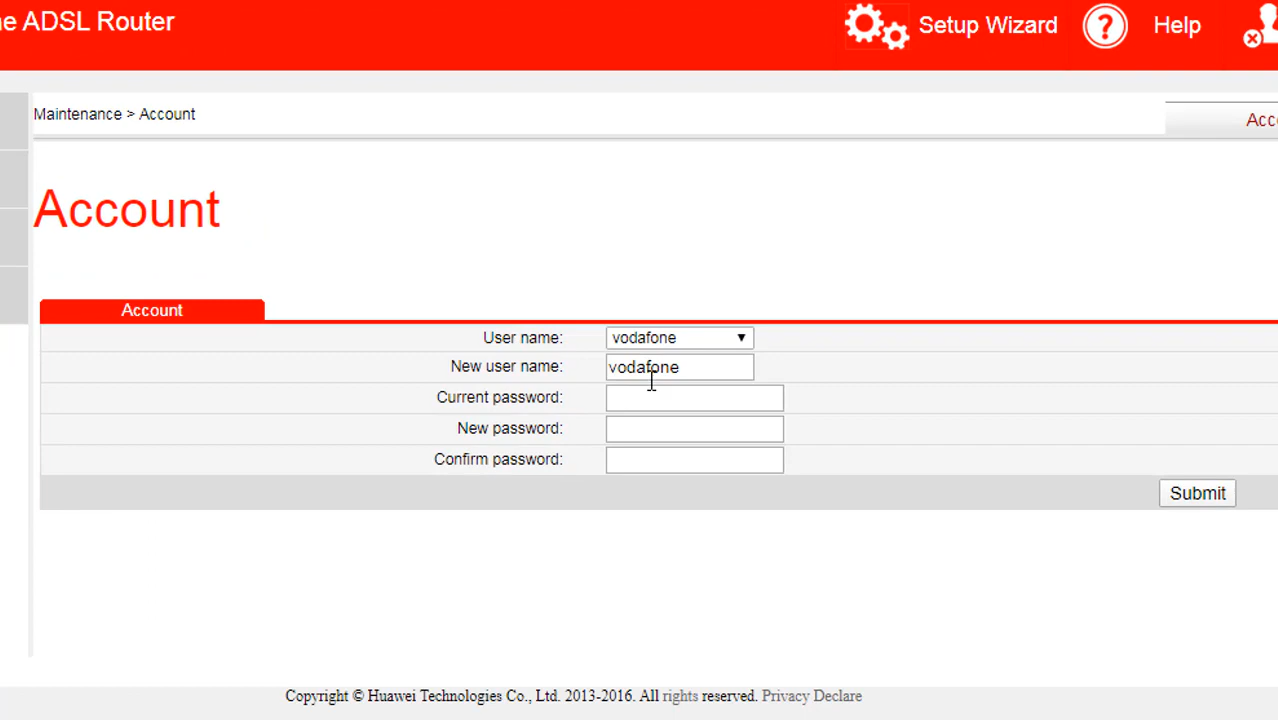 e ADSL Router
Setup Wizard
Help
Maintenance > Account
Acc
Account
Account
User name: vodafone
New user name: vodafone
Current password:
New password:
Confirm password:
Submit
Copyright © Huawei Technologies Co., Ltd. 2013-2016. All rights reserved. Privacy Declare